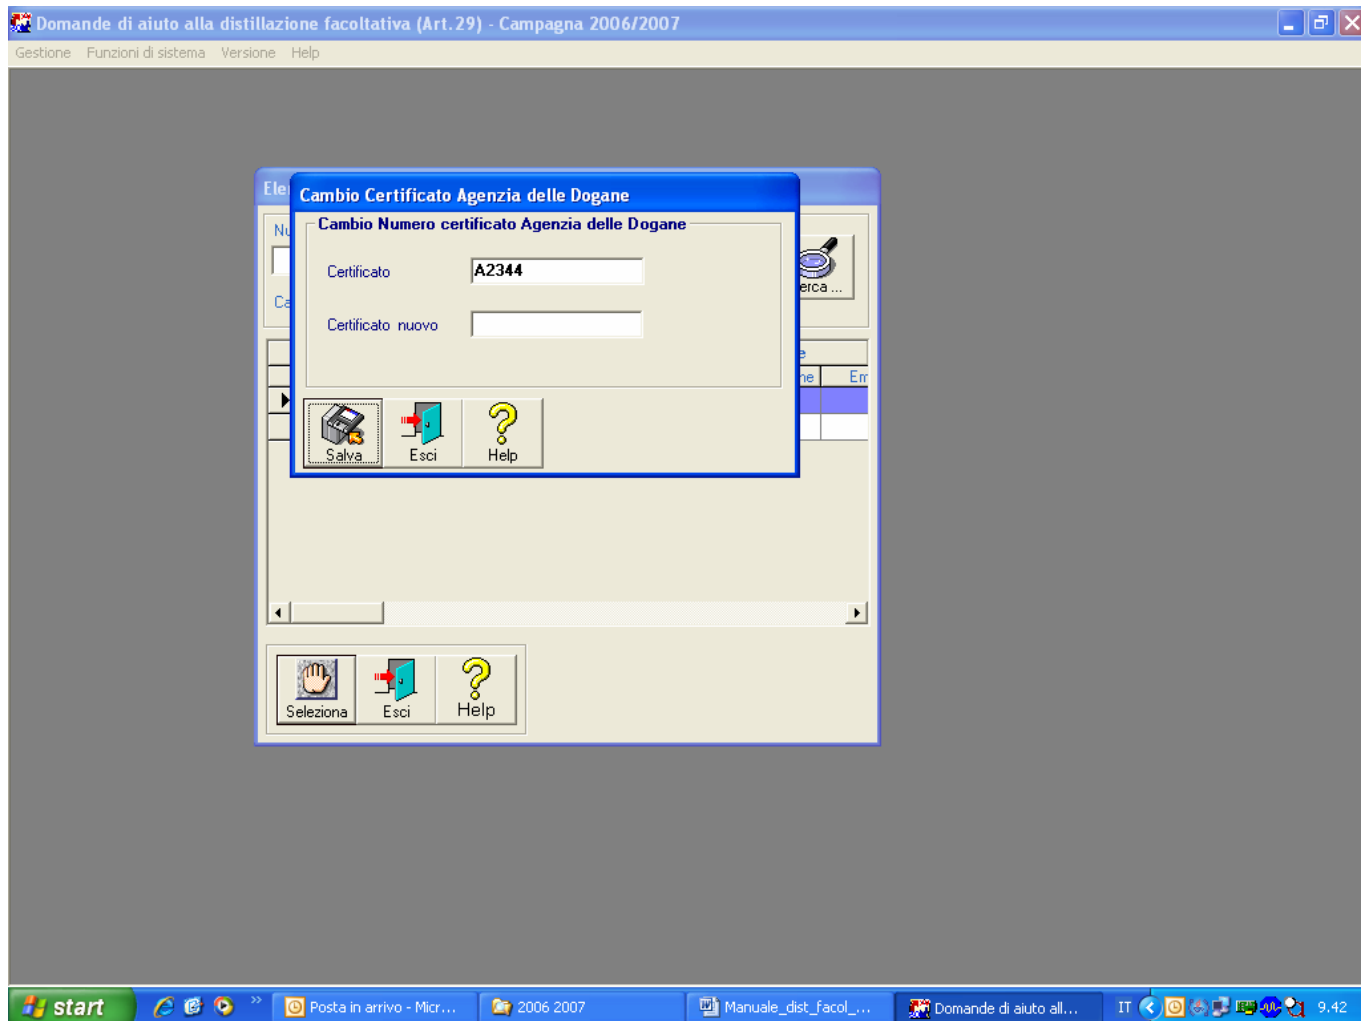 Domande di aiuto alla distillazione facoltativa (Art.29) - Campagna 2006/2007
Gestione Funzioni di sistema Versione Help
Cambio Certificato Agenzia delle Dogane
Cambio Numero certificato Agenzia delle Dogane
Certificato A2344
Certificato nuovo
Salva Esci Help
Seleziona Esci Help
start Posta in arrivo - Micr... 2006 2007 Manuale_dist_facol_... Domande di aiuto all... IT 9.42